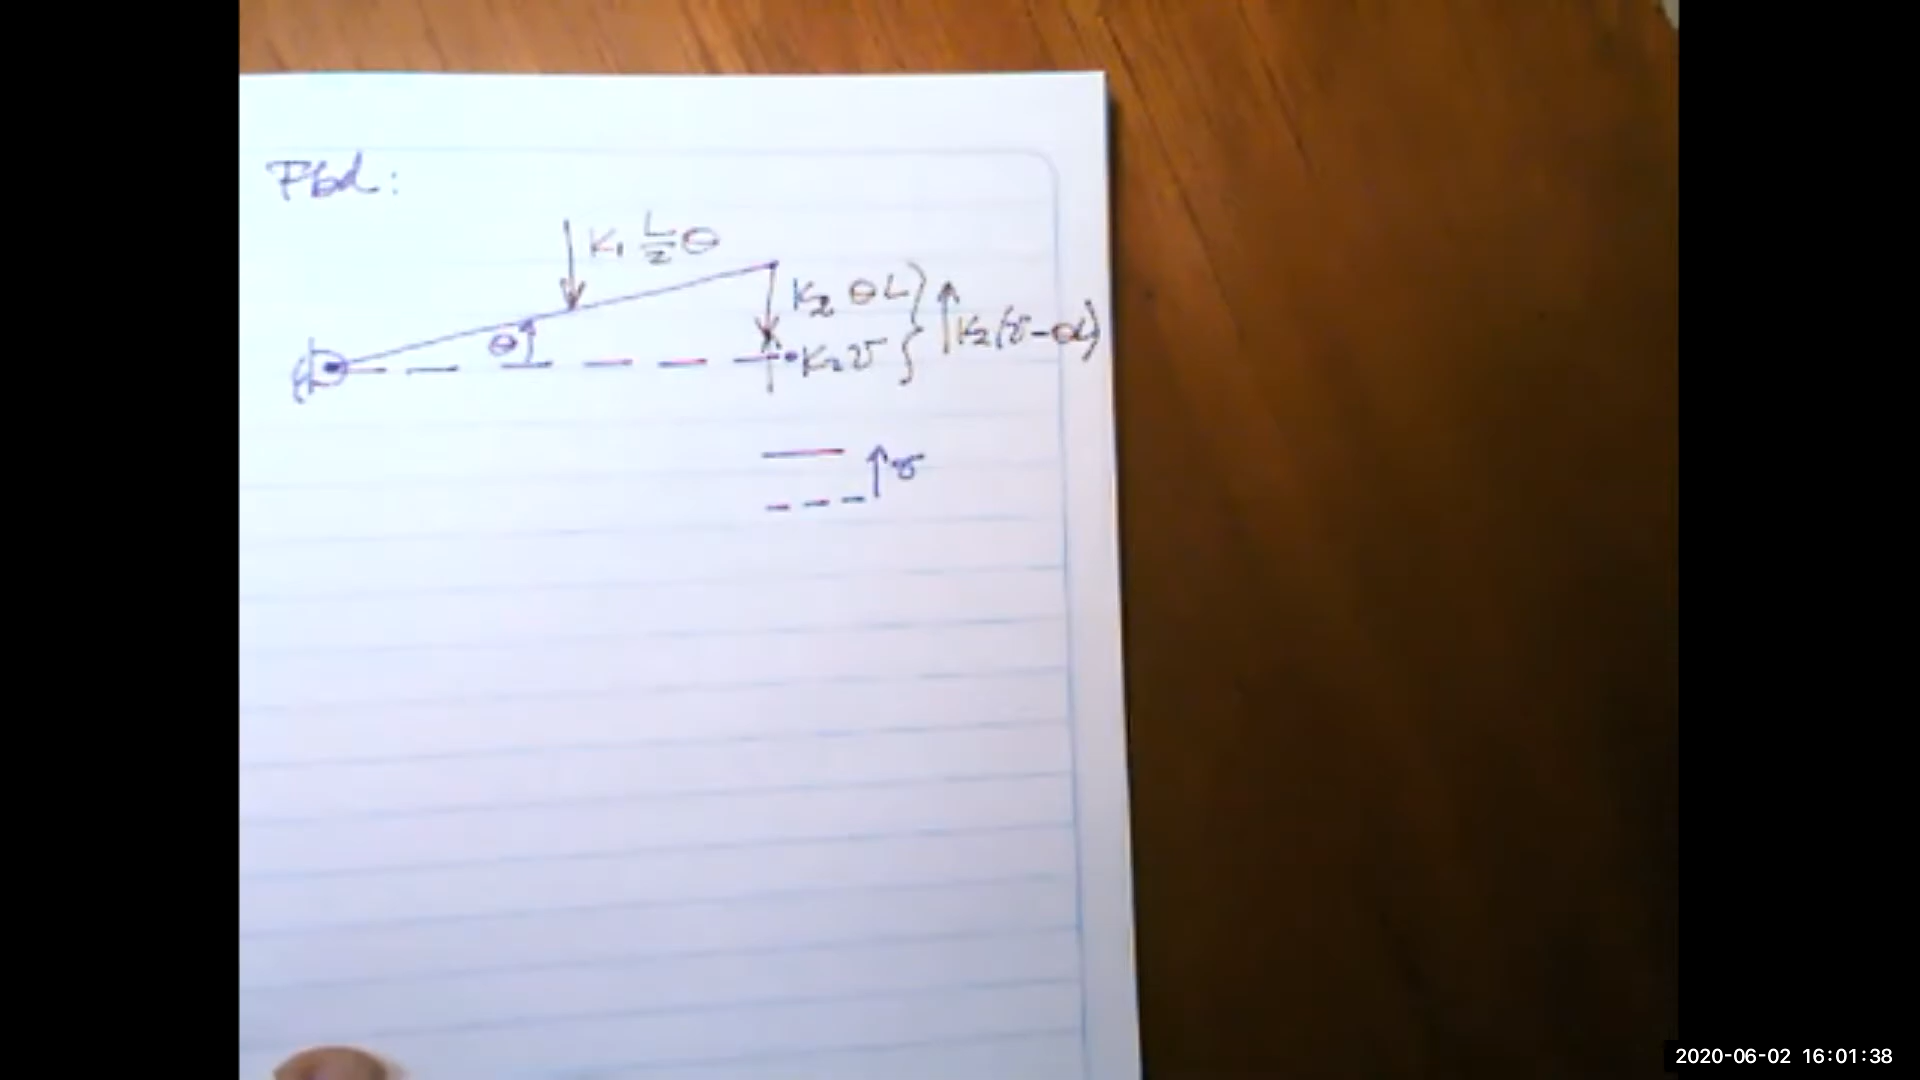 Fbd:
K₁ L/2 θ
K₂ θL } K₂(v-θL)
θ K₂v }
v
2020-06-02 16:01:38